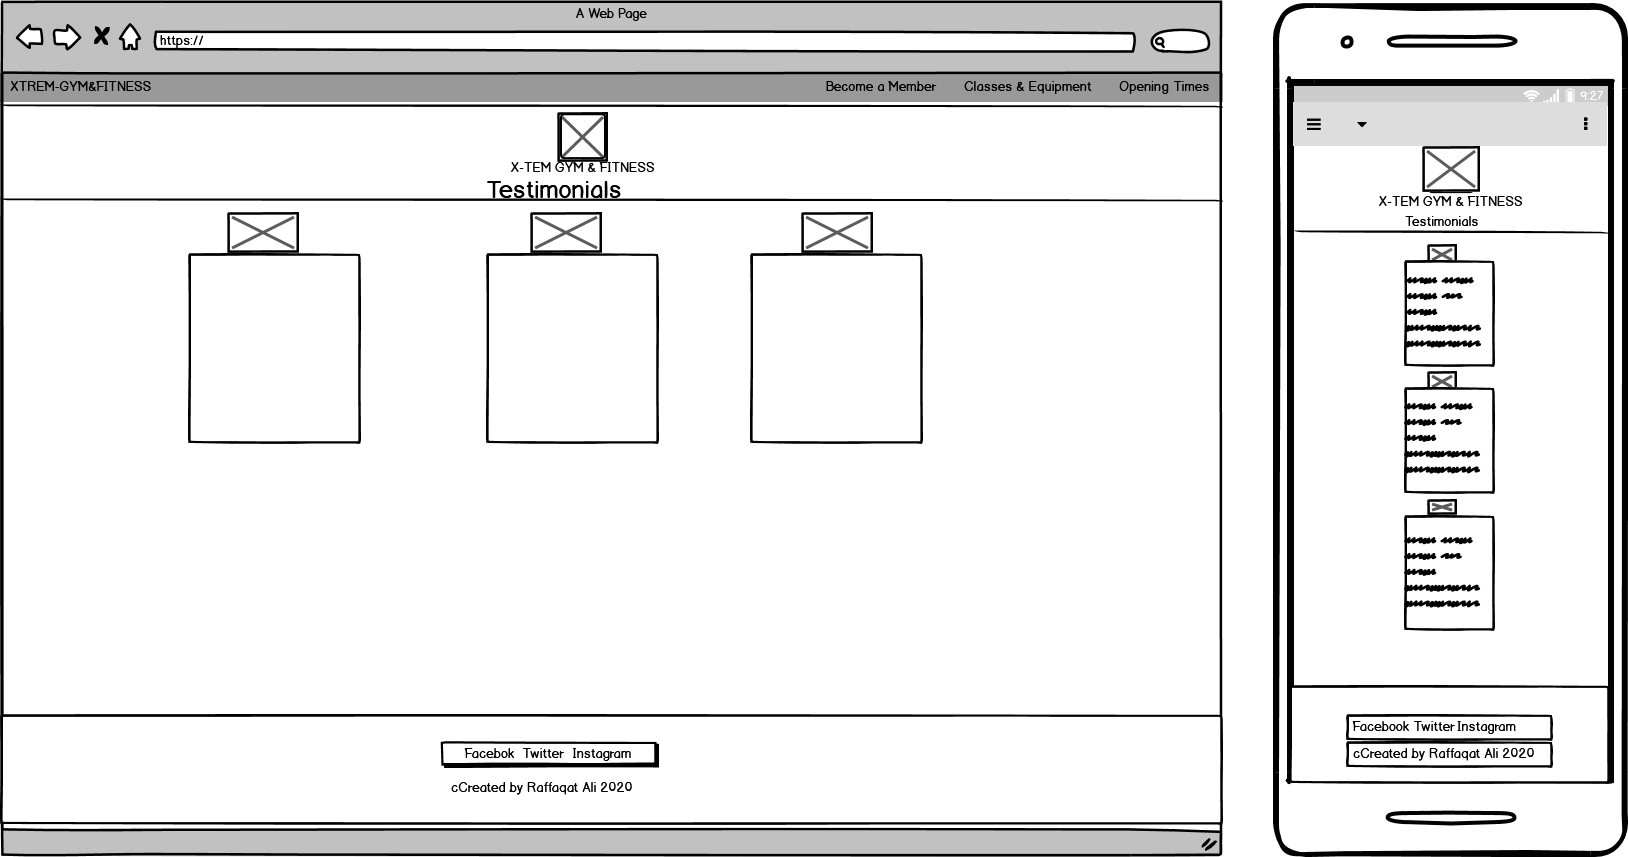 A Web Page
https://
XTREM-GYM&FITNESS Become a Member Classes & Equipment Opening Times
X-TEM GYM & FITNESS
Testimonials
Facebok Twitter Instagram
cCreated by Raffaqat Ali 2020
9:27
X-TEM GYM & FITNESS
Testimonials
Facebook Twitter Instagram
cCreated by Raffaqat Ali 2020